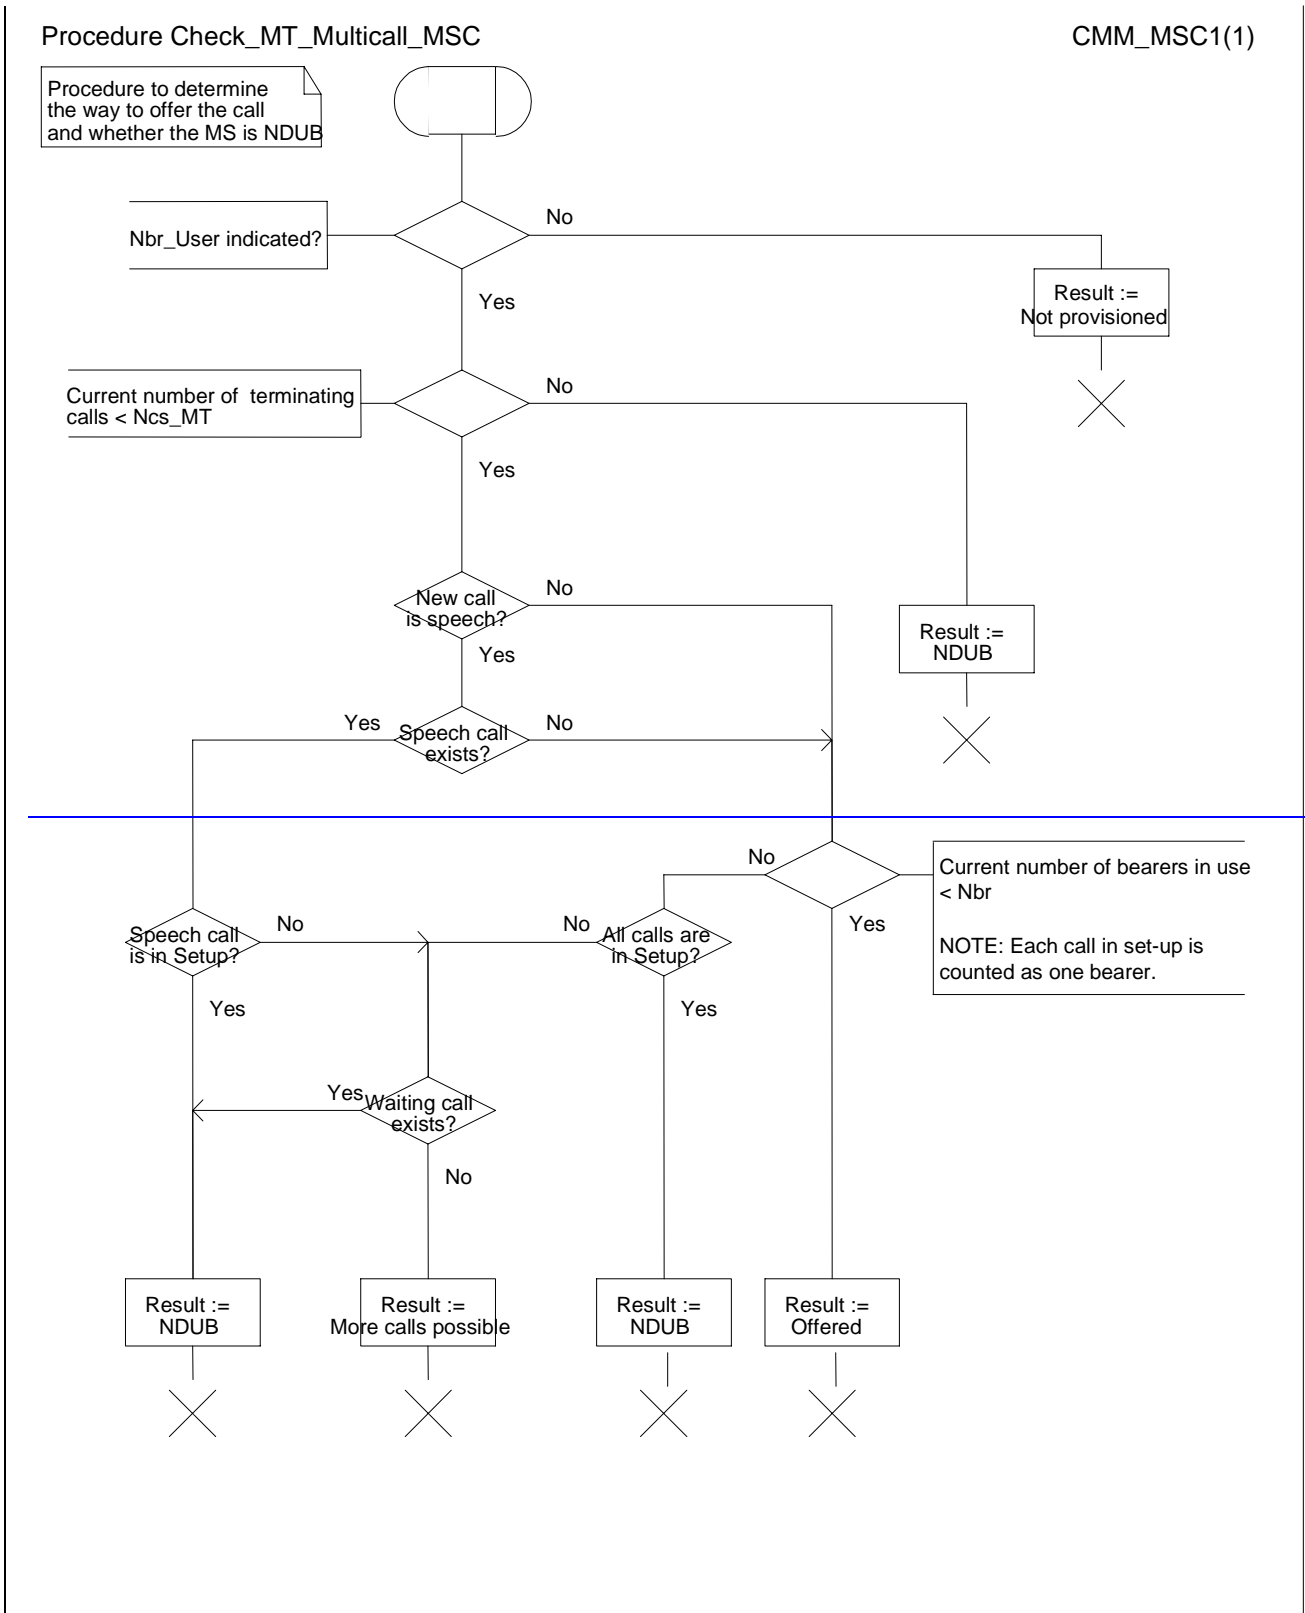 Procedure Check_MT_Multicall_MSC
CMM_MSC1(1)
Procedure to determine
the way to offer the call
and whether the MS is NDUB
Nbr_User indicated?
No
Yes
Result :=
Not provisioned
Current number of terminating
calls < Ncs_MT
No
Yes
New call
is speech?
No
Yes
Result :=
NDUB
Yes
Speech call
exists?
No
No
Current number of bearers in use
< Nbr
NOTE: Each call in set-up is
counted as one bearer.
Yes
Speech call
is in Setup?
No
No
All calls are
in Setup?
Yes
Yes
Yes
Waiting call
exists?
No
Result :=
NDUB
Result :=
More calls possible
Result :=
NDUB
Result :=
Offered